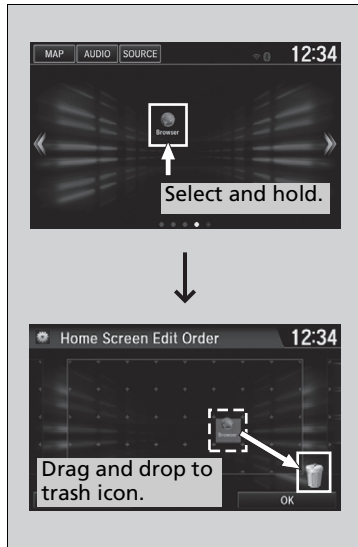 MAP AUDIO SOURCE 12:34
Browser
Select and hold.
Home Screen Edit Order 12:34
Browser
Drag and drop to
trash icon.
OK